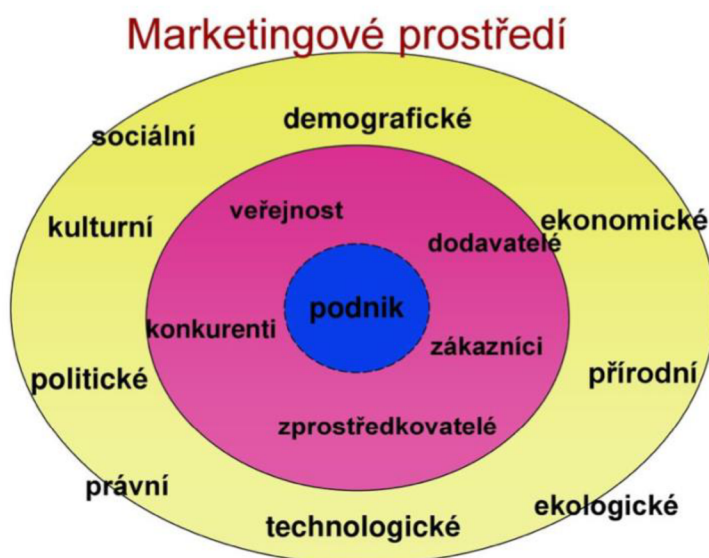 Marketingové prostředí
sociální
demografické
kulturní
veřejnost
ekonomické
dodavatelé
podnik
konkurenti
zákazníci
politické
přírodní
zprostředkovatelé
právní
ekologické
technologické